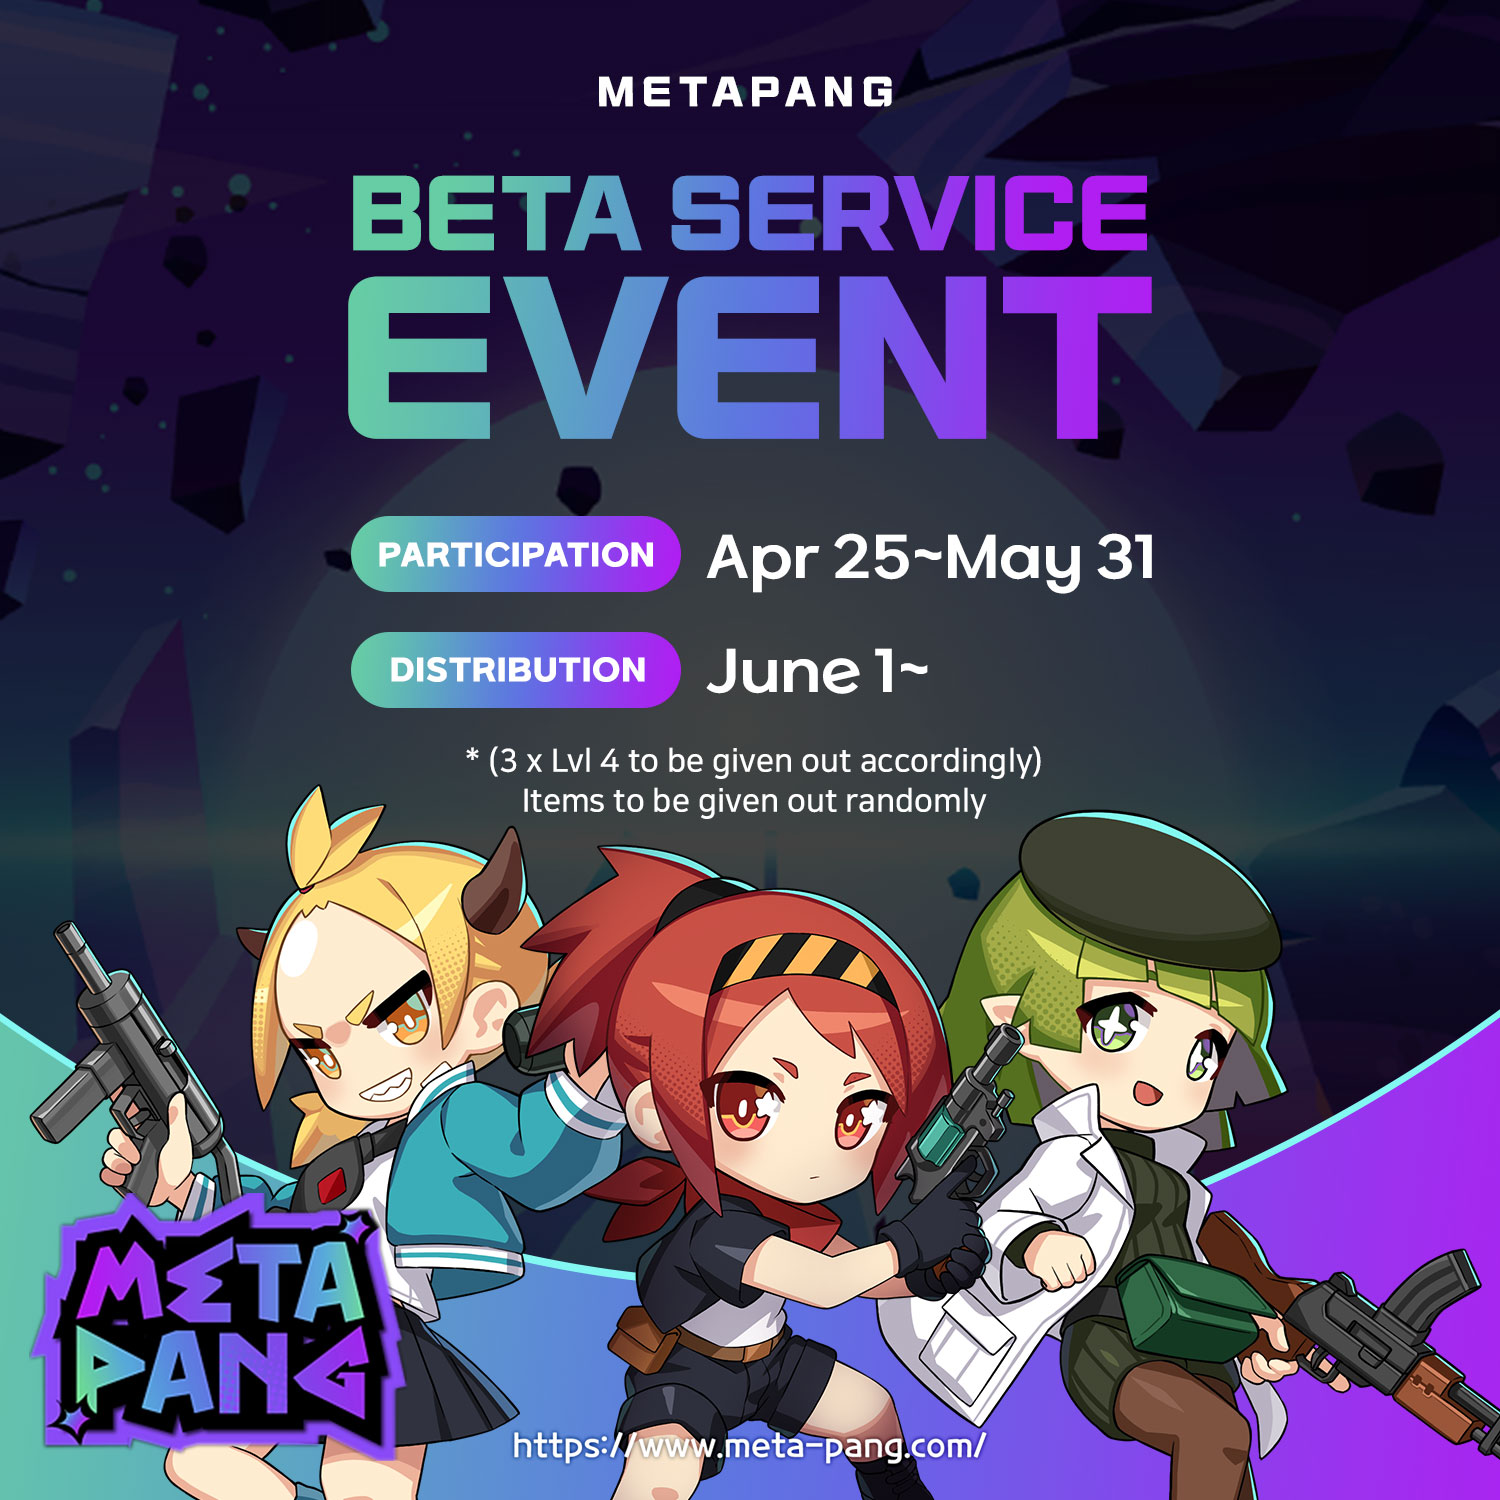 METAPANG
BETA SERVICE
EVENT
PARTICIPATION Apr 25~May 31
DISTRIBUTION June 1~
* (3 x Lvl 4 to be given out accordingly)
Items to be given out randomly
META
PANG
https://www.meta-pang.com/